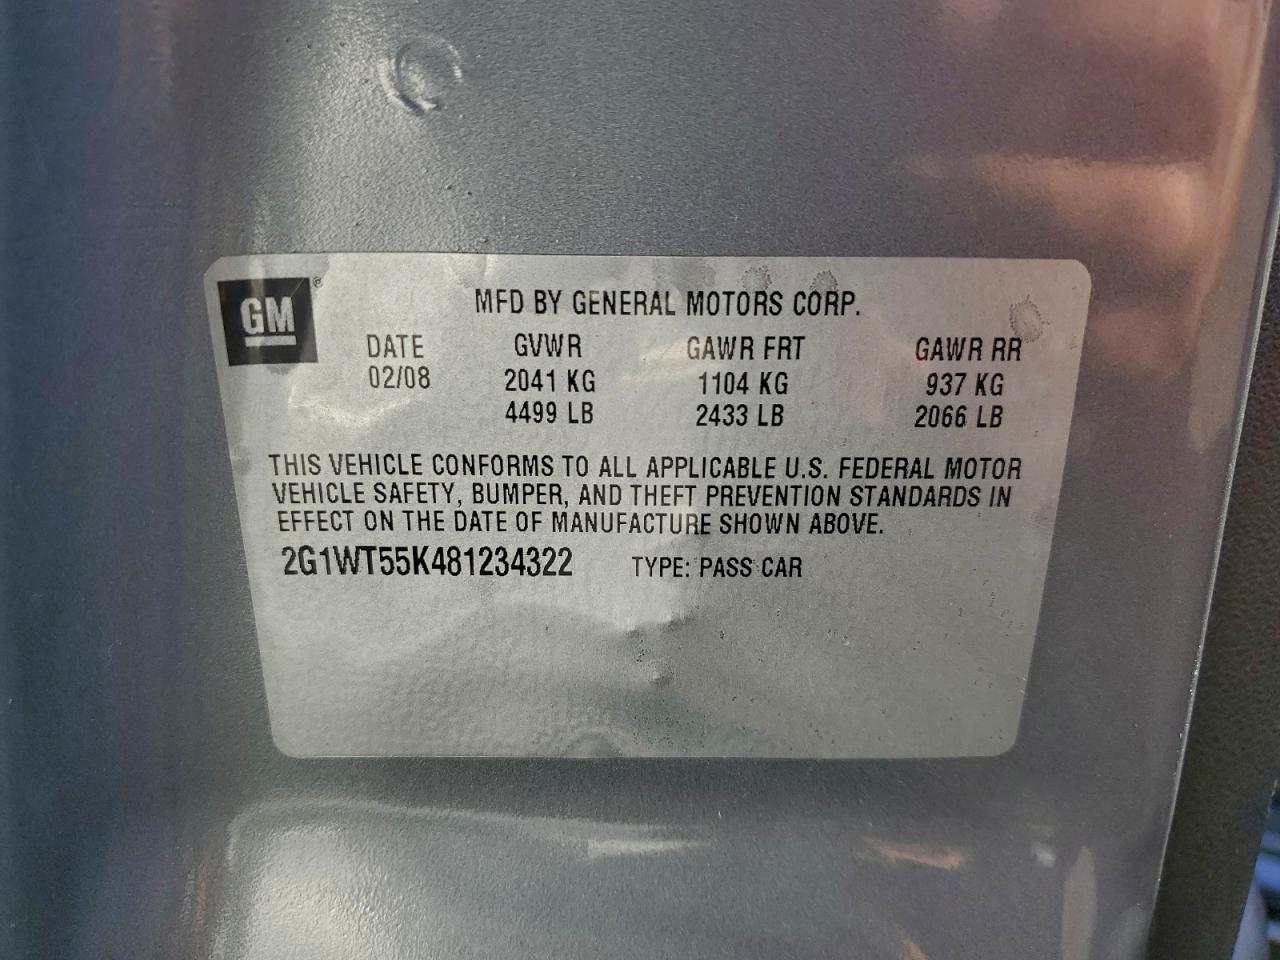 GM®
MFD BY GENERAL MOTORS CORP.
DATE GVWR GAWR FRT GAWR RR
02/08 2041 KG 1104 KG 937 KG
4499 LB 2433 LB 2066 LB
THIS VEHICLE CONFORMS TO ALL APPLICABLE U.S. FEDERAL MOTOR
VEHICLE SAFETY, BUMPER, AND THEFT PREVENTION STANDARDS IN
EFFECT ON THE DATE OF MANUFACTURE SHOWN ABOVE.
2G1WT55K481234322 TYPE: PASS CAR